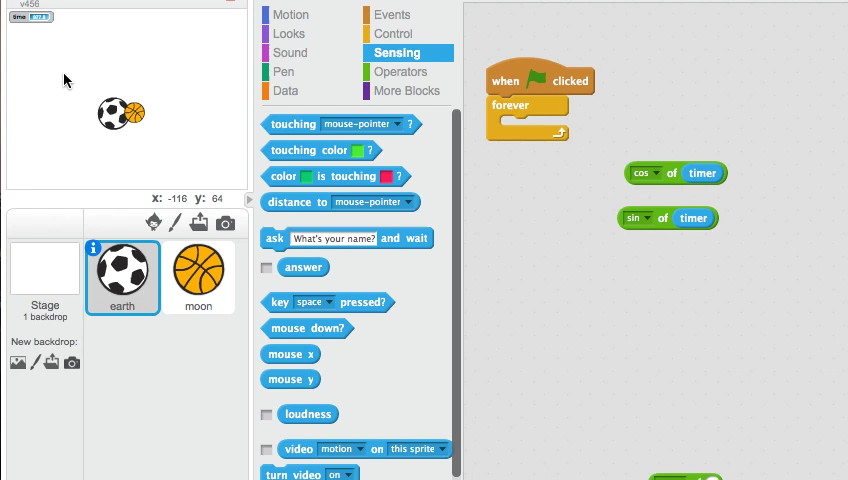 v456
time
Motion
Looks
Sound
Pen
Data
Events
Control
Sensing
Operators
More Blocks
touching mouse-pointer ?
touching color ?
color is touching ?
distance to mouse-pointer
ask What's your name? and wait
answer
key space pressed?
mouse down?
mouse x
mouse y
loudness
video motion on this sprite
turn video on
when clicked
forever
cos of timer
sin of timer
x: -116 y: 64
earth
moon
Stage
1 backdrop
New backdrop: